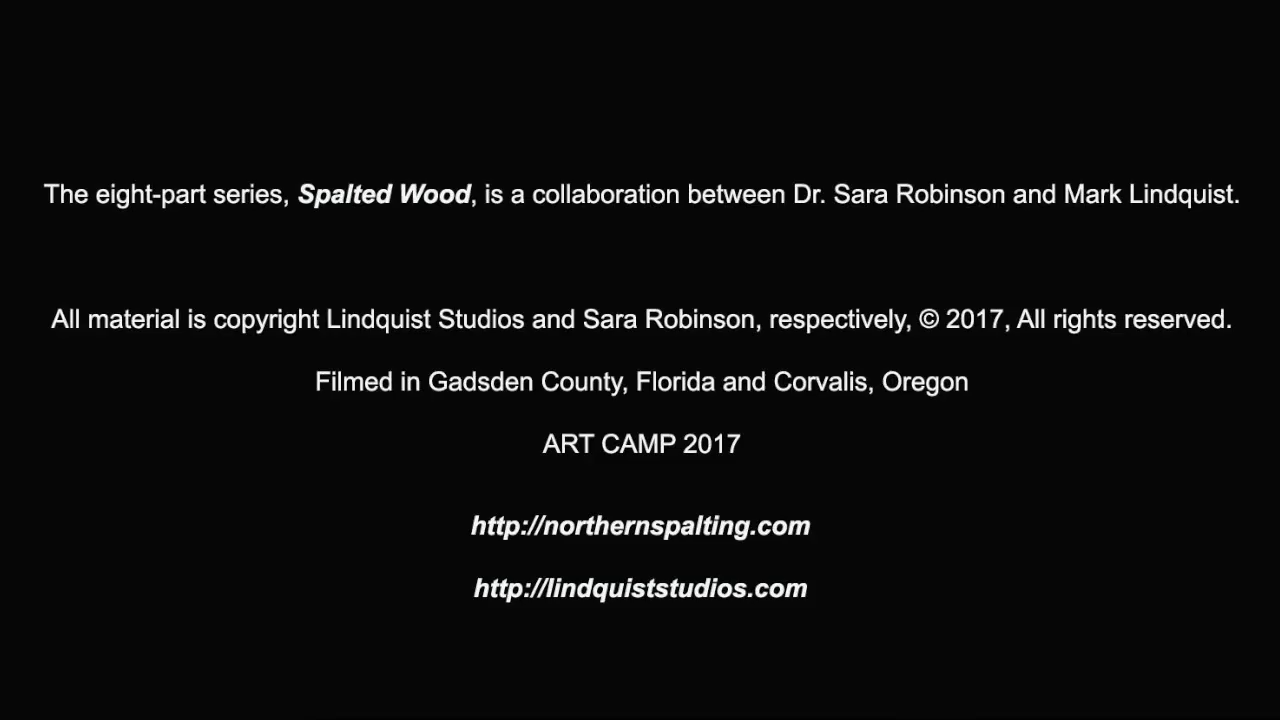 The eight-part series, Spalted Wood, is a collaboration between Dr. Sara Robinson and Mark Lindquist.
All material is copyright Lindquist Studios and Sara Robinson, respectively, © 2017, All rights reserved.
Filmed in Gadsden County, Florida and Corvalis, Oregon
ART CAMP 2017
http://northernspalting.com
http://lindquiststudios.com